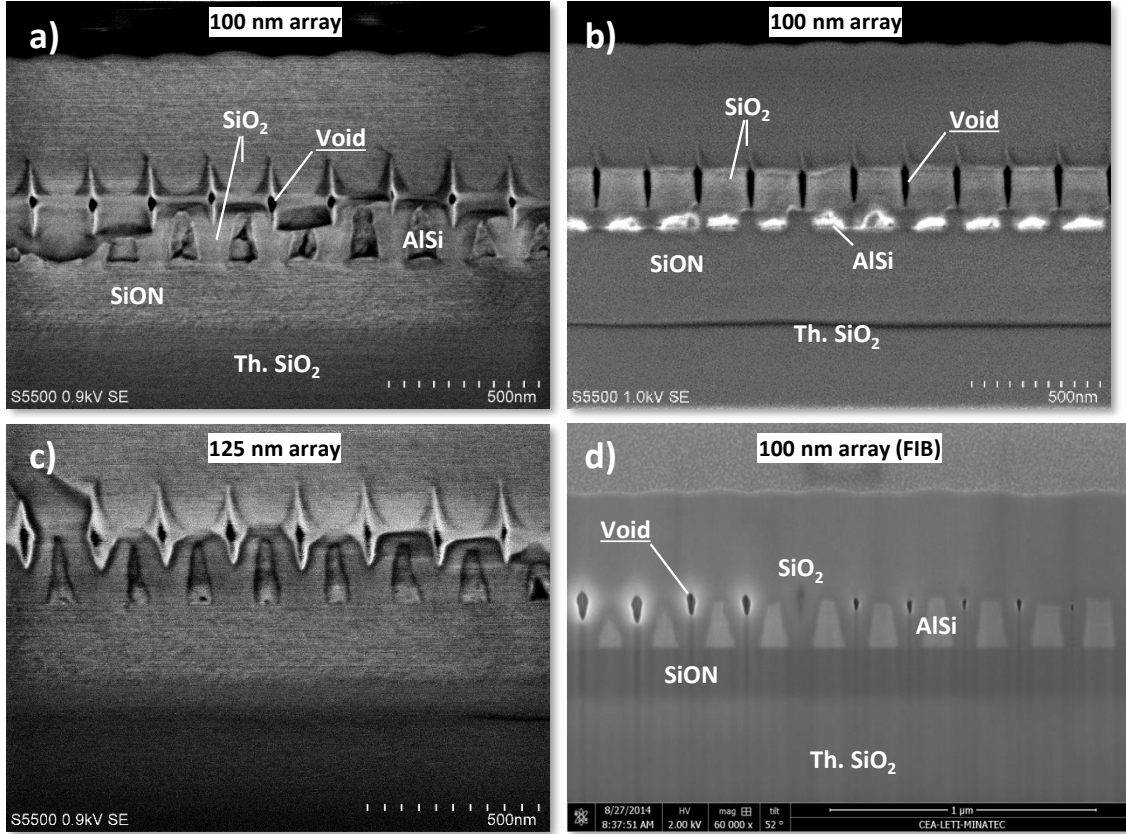 a)
100 nm array
SiO₂
Void
AlSi
SiON
Th. SiO₂
S5500 0.9kV SE
500nm
b)
100 nm array
SiO₂
Void
SiON
AlSi
Th. SiO₂
S5500 1.0kV SE
500nm
c)
125 nm array
S5500 0.9kV SE
500nm
d)
100 nm array (FIB)
Void
SiO₂
AlSi
SiON
Th. SiO₂
8/27/2014 HV mag tilt 1 µm
8:37:51 AM 2.00 kV 60 000 x 52 ° CEA-LETI-MINATEC